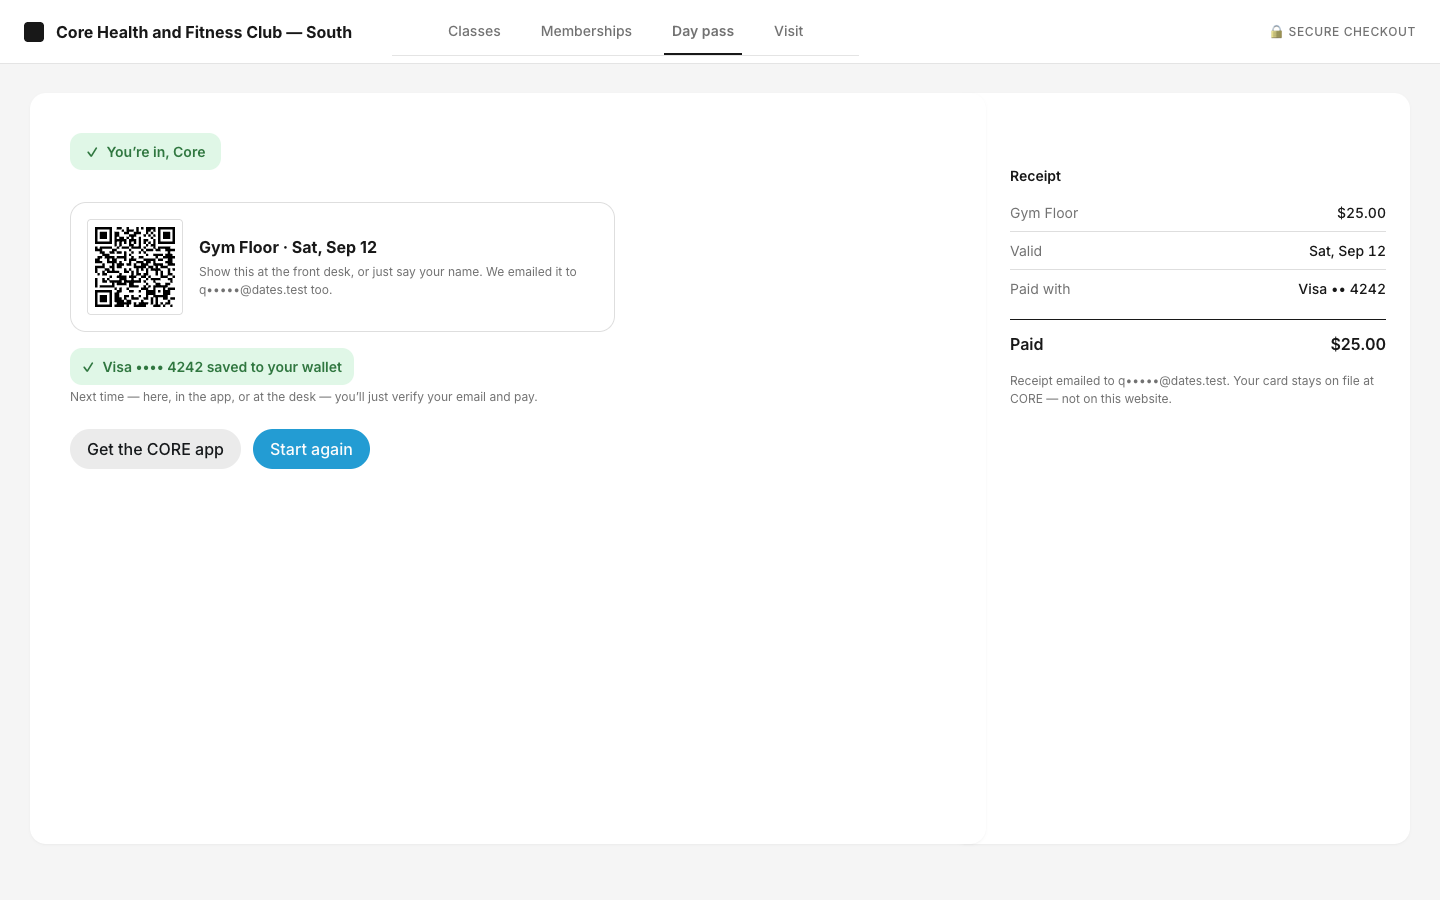 Core Health and Fitness Club — South
Classes
Memberships
Day pass
Visit
🔒 SECURE CHECKOUT
✓ You’re in, Core
Gym Floor · Sat, Sep 12
Show this at the front desk, or just say your name. We emailed it to
q•••••@dates.test too.
✓ Visa •••• 4242 saved to your wallet
Next time — here, in the app, or at the desk — you’ll just verify your email and pay.
Get the CORE app
Start again
Receipt
Gym Floor $25.00
Valid Sat, Sep 12
Paid with Visa •• 4242
Paid $25.00
Receipt emailed to q•••••@dates.test. Your card stays on file at
CORE — not on this website.